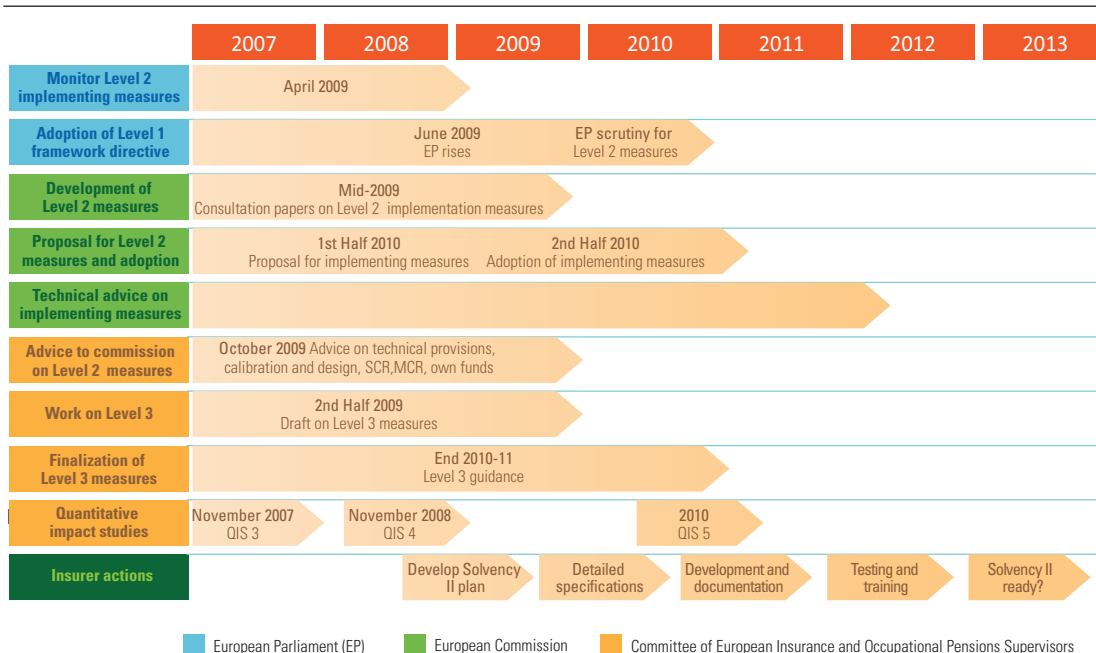 2007 2008 2009 2010 2011 2012 2013
Monitor Level 2
implementing measures
April 2009
Adoption of Level 1
framework directive
June 2009
EP rises
EP scrutiny for
Level 2 measures
Development of
Level 2 measures
Mid-2009
Consultation papers on Level 2 implementation measures
Proposal for Level 2
measures and adoption
1st Half 2010
Proposal for implementing measures
2nd Half 2010
Adoption of implementing measures
Technical advice on
implementing measures
Advice to commission
on Level 2 measures
October 2009 Advice on technical provisions,
calibration and design, SCR,MCR, own funds
Work on Level 3
2nd Half 2009
Draft on Level 3 measures
Finalization of
Level 3 measures
End 2010-11
Level 3 guidance
Quantitative
impact studies
November 2007
QIS 3
November 2008
QIS 4
2010
QIS 5
Insurer actions
Develop Solvency
II plan
Detailed
specifications
Development and
documentation
Testing and
training
Solvency II
ready?
European Parliament (EP)
European Commission
Committee of European Insurance and Occupational Pensions Supervisors